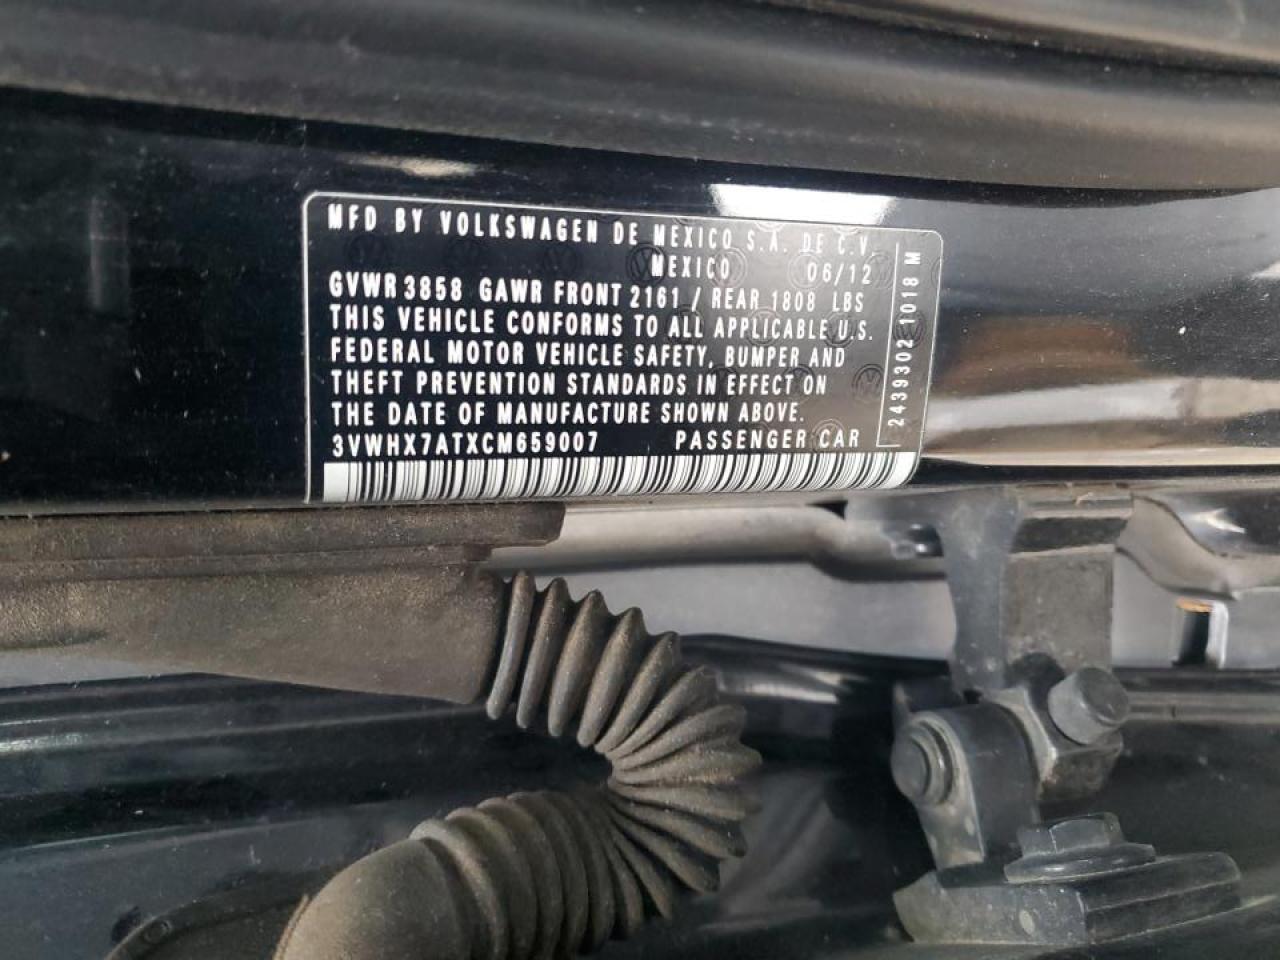 MFD BY VOLKSWAGEN DE MEXICO S.A. DE C.V.
MEXICO 06/12
GVWR 3858 GAWR FRONT 2161 / REAR 1808 LBS
THIS VEHICLE CONFORMS TO ALL APPLICABLE U.S.
FEDERAL MOTOR VEHICLE SAFETY, BUMPER AND
THEFT PREVENTION STANDARDS IN EFFECT ON
THE DATE OF MANUFACTURE SHOWN ABOVE.
3VWHX7ATXCM659007 PASSENGER CAR
2439302 1018 M